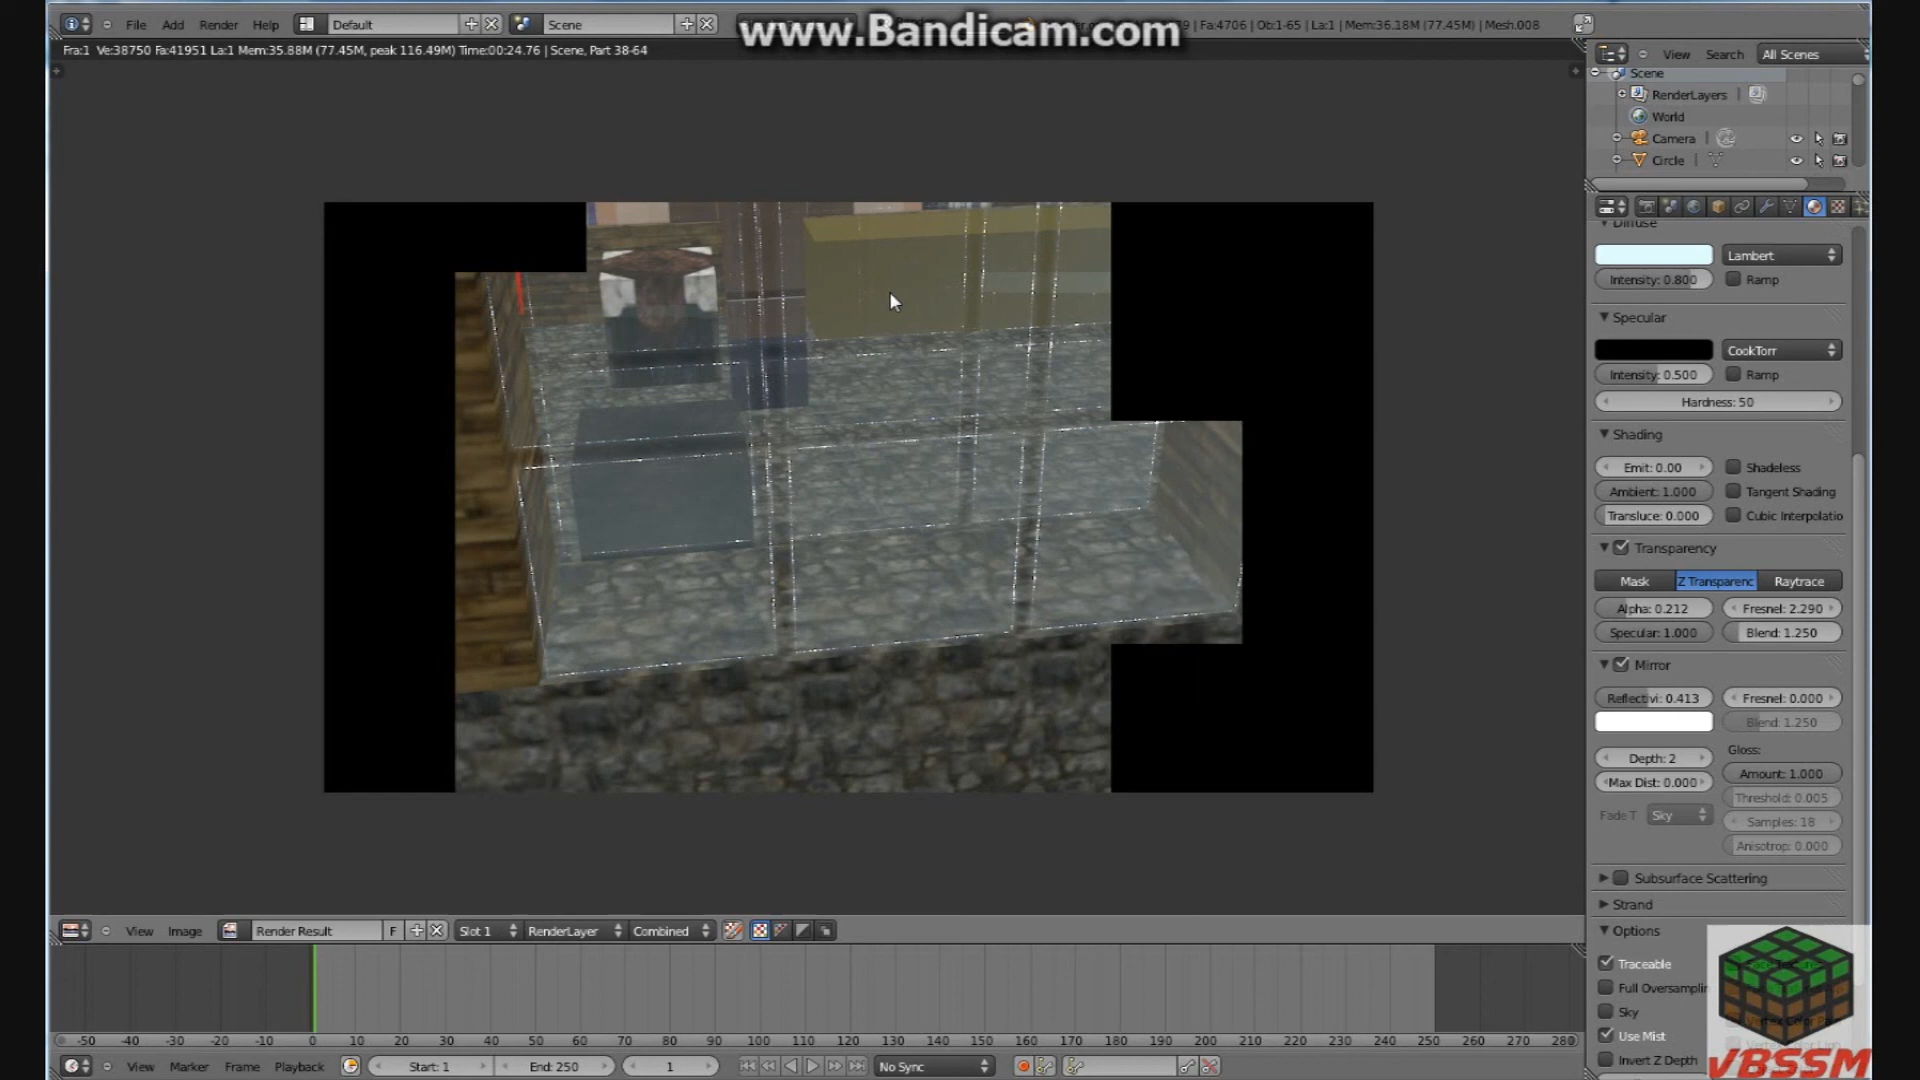 File Add Render Help Default Scene www.Bandicam.com Fa:4706 | Ob:1-65 | La:1 | Mem:36.18M (77.45M) | Mesh.008
Fra:1 Ve:38750 Fa:41951 La:1 Mem:35.88M (77.45M, peak 116.49M) Time:00:24.76 | Scene, Part 38-64
View Search All Scenes
Scene
RenderLayers |
World
Camera |
Circle |
Diffuse
Lambert
Intensity: 0.800 Ramp
Specular
CookTorr
Intensity: 0.500 Ramp
Hardness: 50
Shading
Emit: 0.00 Shadeless
Ambient: 1.000 Tangent Shading
Transluce: 0.000 Cubic Interpolatio
Transparency
Mask Z Transparenc Raytrace
Alpha: 0.212 Fresnel: 2.290
Specular: 1.000 Blend: 1.250
Mirror
Reflectivi: 0.413 Fresnel: 0.000
Blend: 1.250
Depth: 2 Gloss:
Max Dist: 0.000 Amount: 1.000
Threshold: 0.005
Fade T Sky Samples: 18
Anisotrop: 0.000
Subsurface Scattering
Strand
Options
Traceable
Full Oversamplin
Sky
Use Mist
Invert Z Depth
VBSSM
View Image Render Result F Slot 1 RenderLayer Combined
-50 -40 -30 -20 -10 0 10 20 30 40 50 60 70 80 90 100 110 120 130 140 150 160 170 180 190 200 210 220 230 240 250 260 270 280
View Marker Frame Playback Start: 1 End: 250 1 No Sync